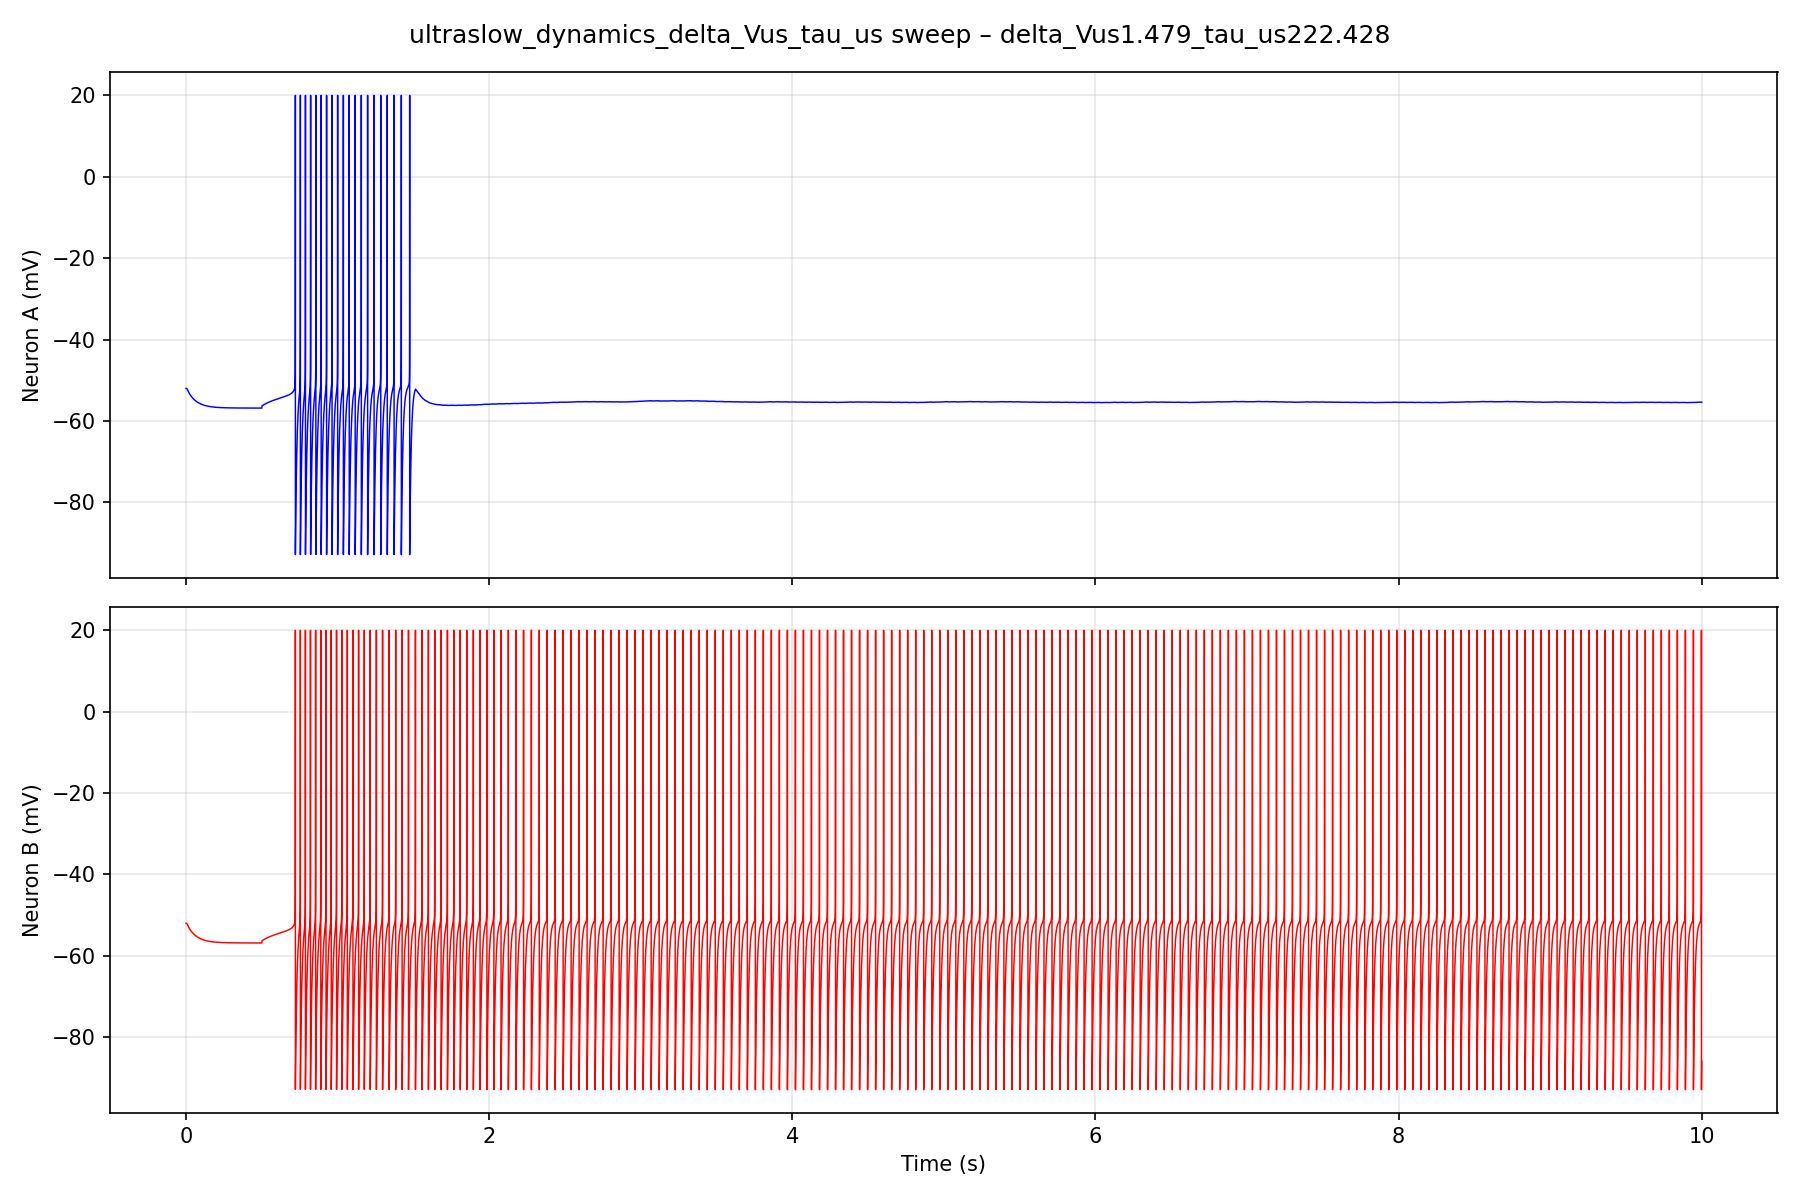 ultraslow_dynamics_delta_Vus_tau_us sweep – delta_Vus1.479_tau_us222.428
20
0
−20
−40
−60
−80
Neuron A (mV)
20
0
−20
−40
−60
−80
Neuron B (mV)
0 2 4 6 8 10
Time (s)